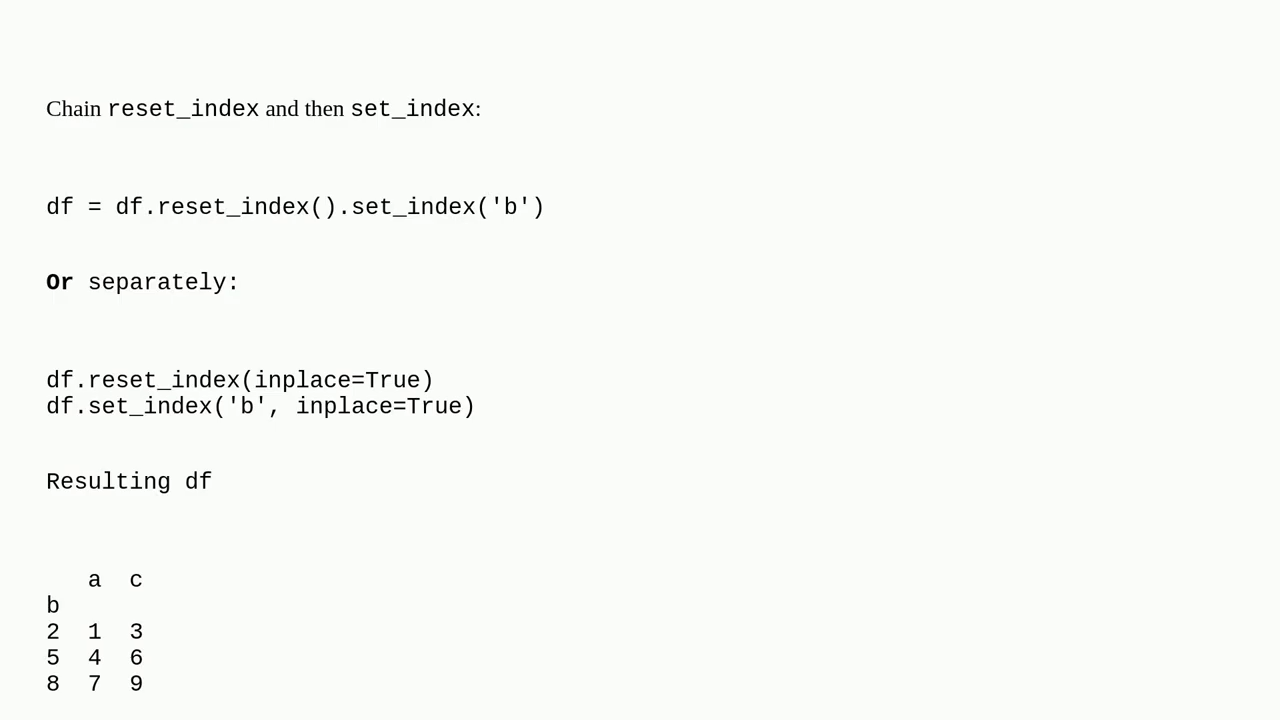 Chain reset_index and then set_index:
df = df.reset_index().set_index('b')
Or separately:
df.reset_index(inplace=True)
df.set_index('b', inplace=True)
Resulting df
   a  c
b
2  1  3
5  4  6
8  7  9